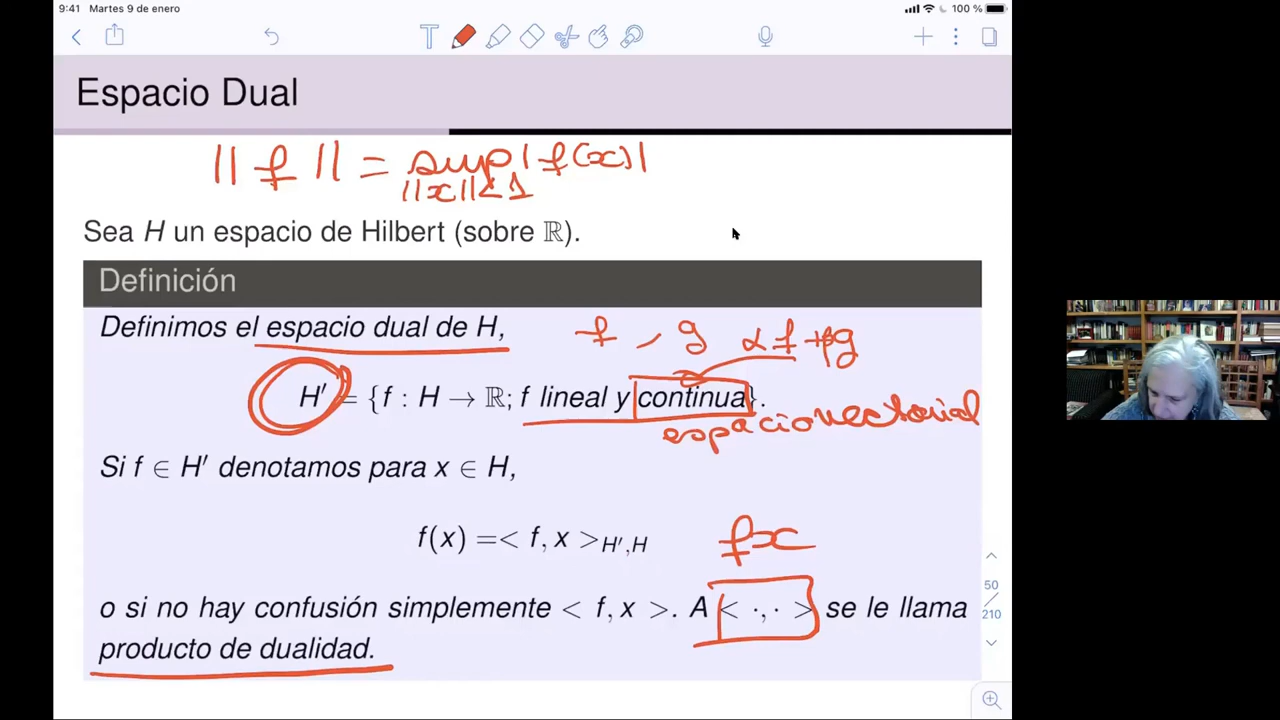 9:41 Martes 9 de enero
100 %
Espacio Dual
|| f || = sup | f(x) |
||x||<1
Sea H un espacio de Hilbert (sobre ℝ).
Definición
Definimos el espacio dual de H,
f , g αf + βg
H′ = {f : H → ℝ; f lineal y continua}.
espacio vectorial
Si f ∈ H′ denotamos para x ∈ H,
f(x) =< f, x >H′,H
fx
o si no hay confusión simplemente < f, x >. A < ·, · > se le llama
producto de dualidad.
50
210